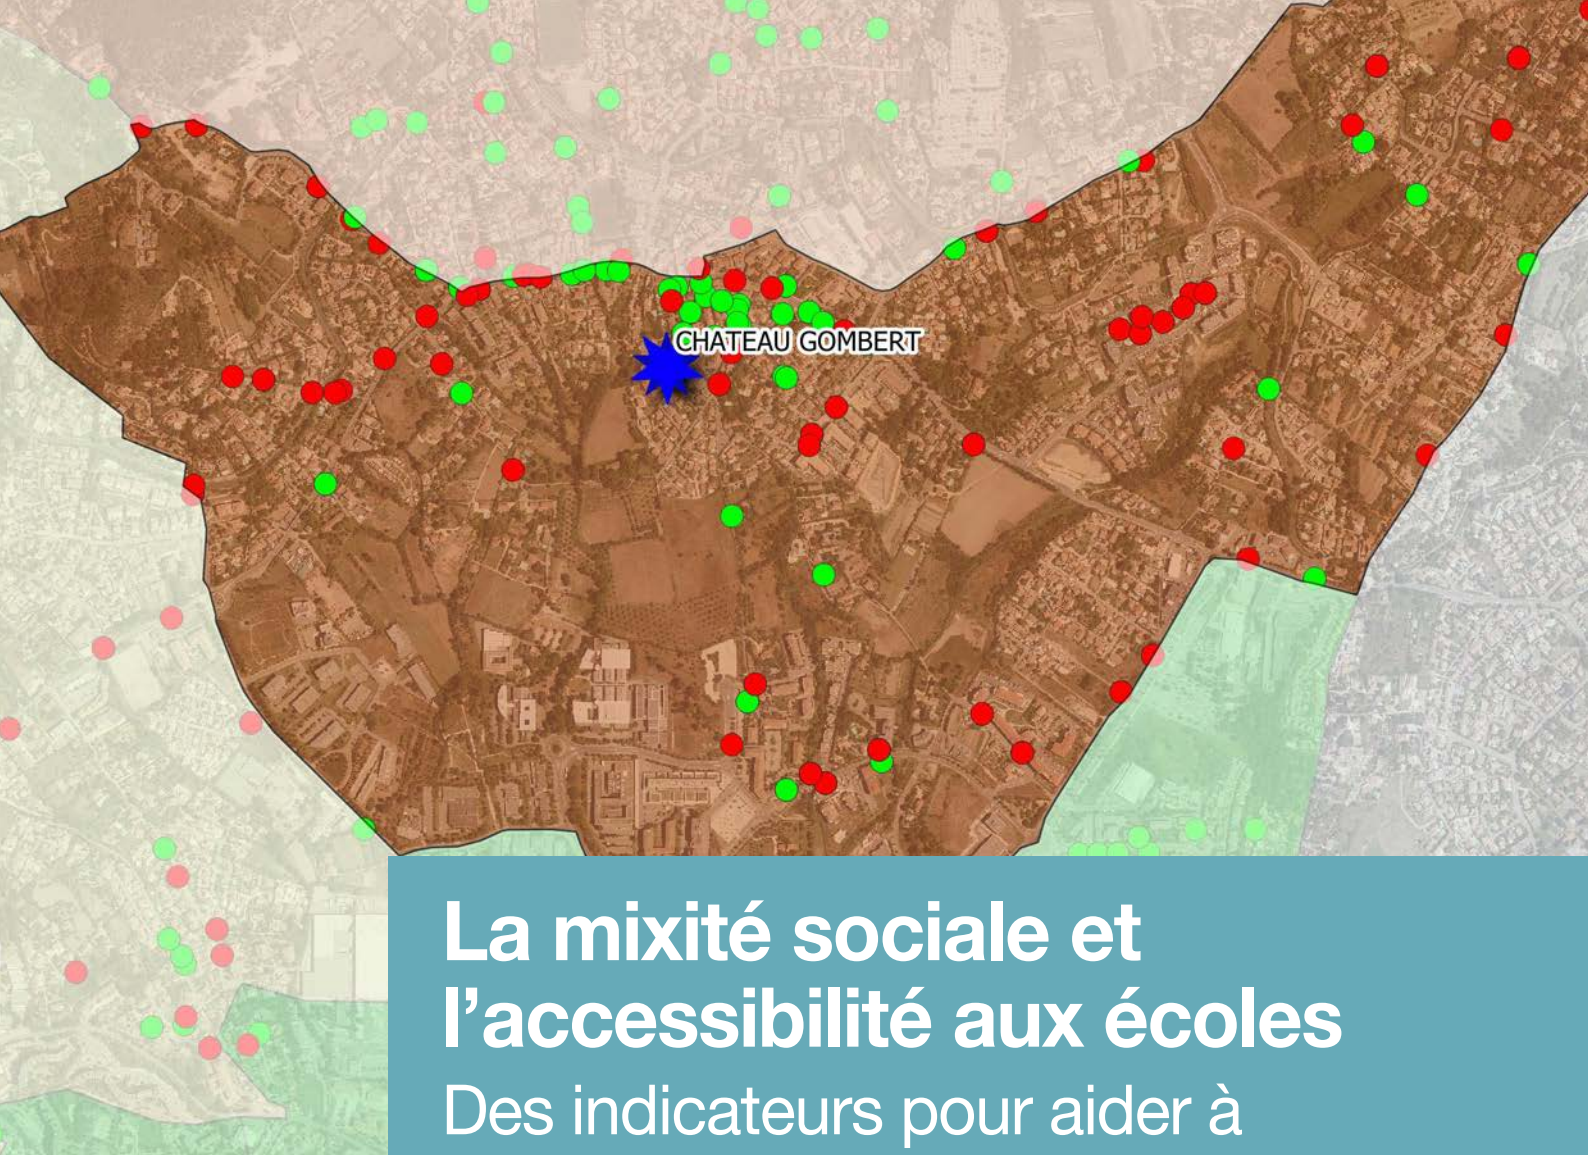 CHATEAU GOMBERT
La mixité sociale et
l’accessibilité aux écoles
Des indicateurs pour aider à